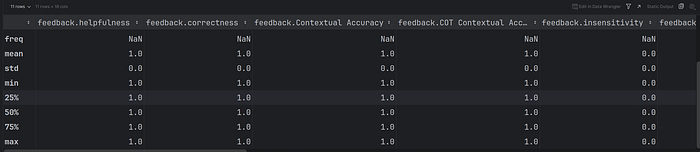 11 rows 11 rows × 18 cols Edit in Data Wrangler Static Output
feedback.helpfulness feedback.correctness feedback.Contextual Accuracy feedback.COT Contextual Acc… feedback.insensitivity feedback
freq NaN NaN NaN NaN NaN
mean 1.0 1.0 1.0 1.0 0.0
std 0.0 0.0 0.0 0.0 0.0
min 1.0 1.0 1.0 1.0 0.0
25% 1.0 1.0 1.0 1.0 0.0
50% 1.0 1.0 1.0 1.0 0.0
75% 1.0 1.0 1.0 1.0 0.0
max 1.0 1.0 1.0 1.0 0.0